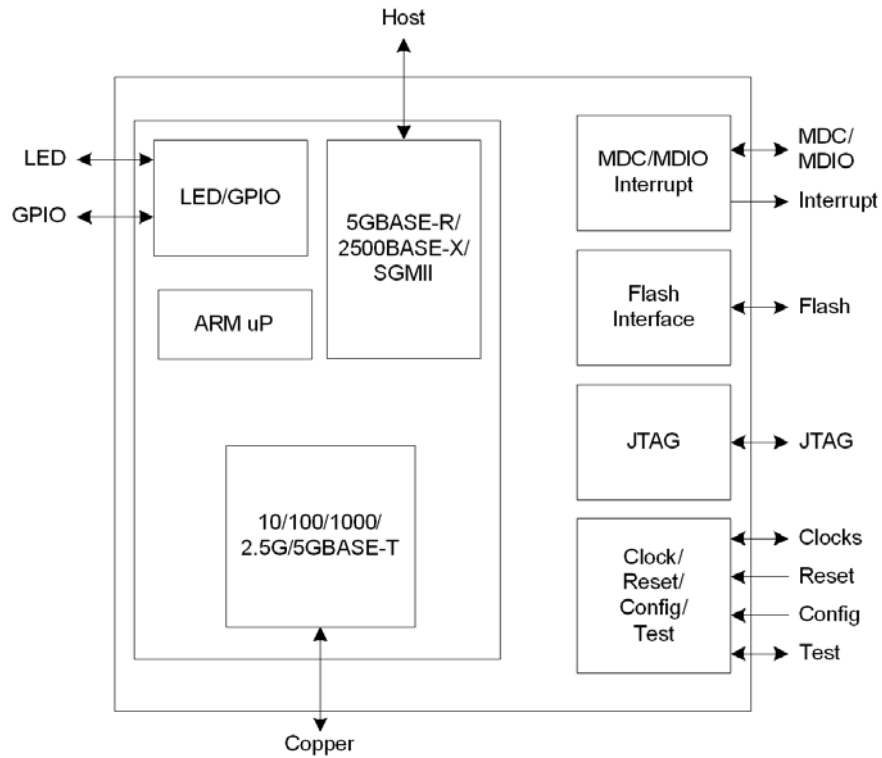 Host
LED
GPIO
LED/GPIO
5GBASE-R/
2500BASE-X/
SGMII
ARM uP
10/100/1000/
2.5G/5GBASE-T
Copper
MDC/MDIO
Interrupt
MDC/
MDIO
Interrupt
Flash
Interface
Flash
JTAG
JTAG
Clock/
Reset/
Config/
Test
Clocks
Reset
Config
Test